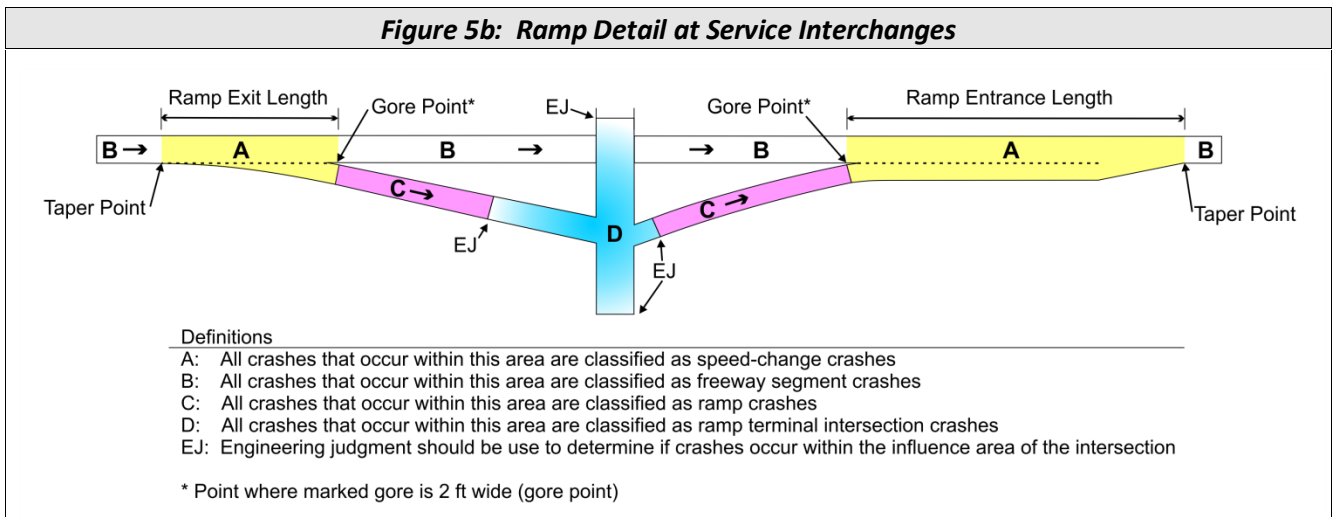 Figure 5b: Ramp Detail at Service Interchanges
Ramp Exit Length
Gore Point*
EJ
Gore Point*
Ramp Entrance Length
B
A
B
B
A
B
Taper Point
C
EJ
D
C
EJ
Taper Point
Definitions
A: All crashes that occur within this area are classified as speed-change crashes
B: All crashes that occur within this area are classified as freeway segment crashes
C: All crashes that occur within this area are classified as ramp crashes
D: All crashes that occur within this area are classified as ramp terminal intersection crashes
EJ: Engineering judgment should be use to determine if crashes occur within the influence area of the intersection
* Point where marked gore is 2 ft wide (gore point)